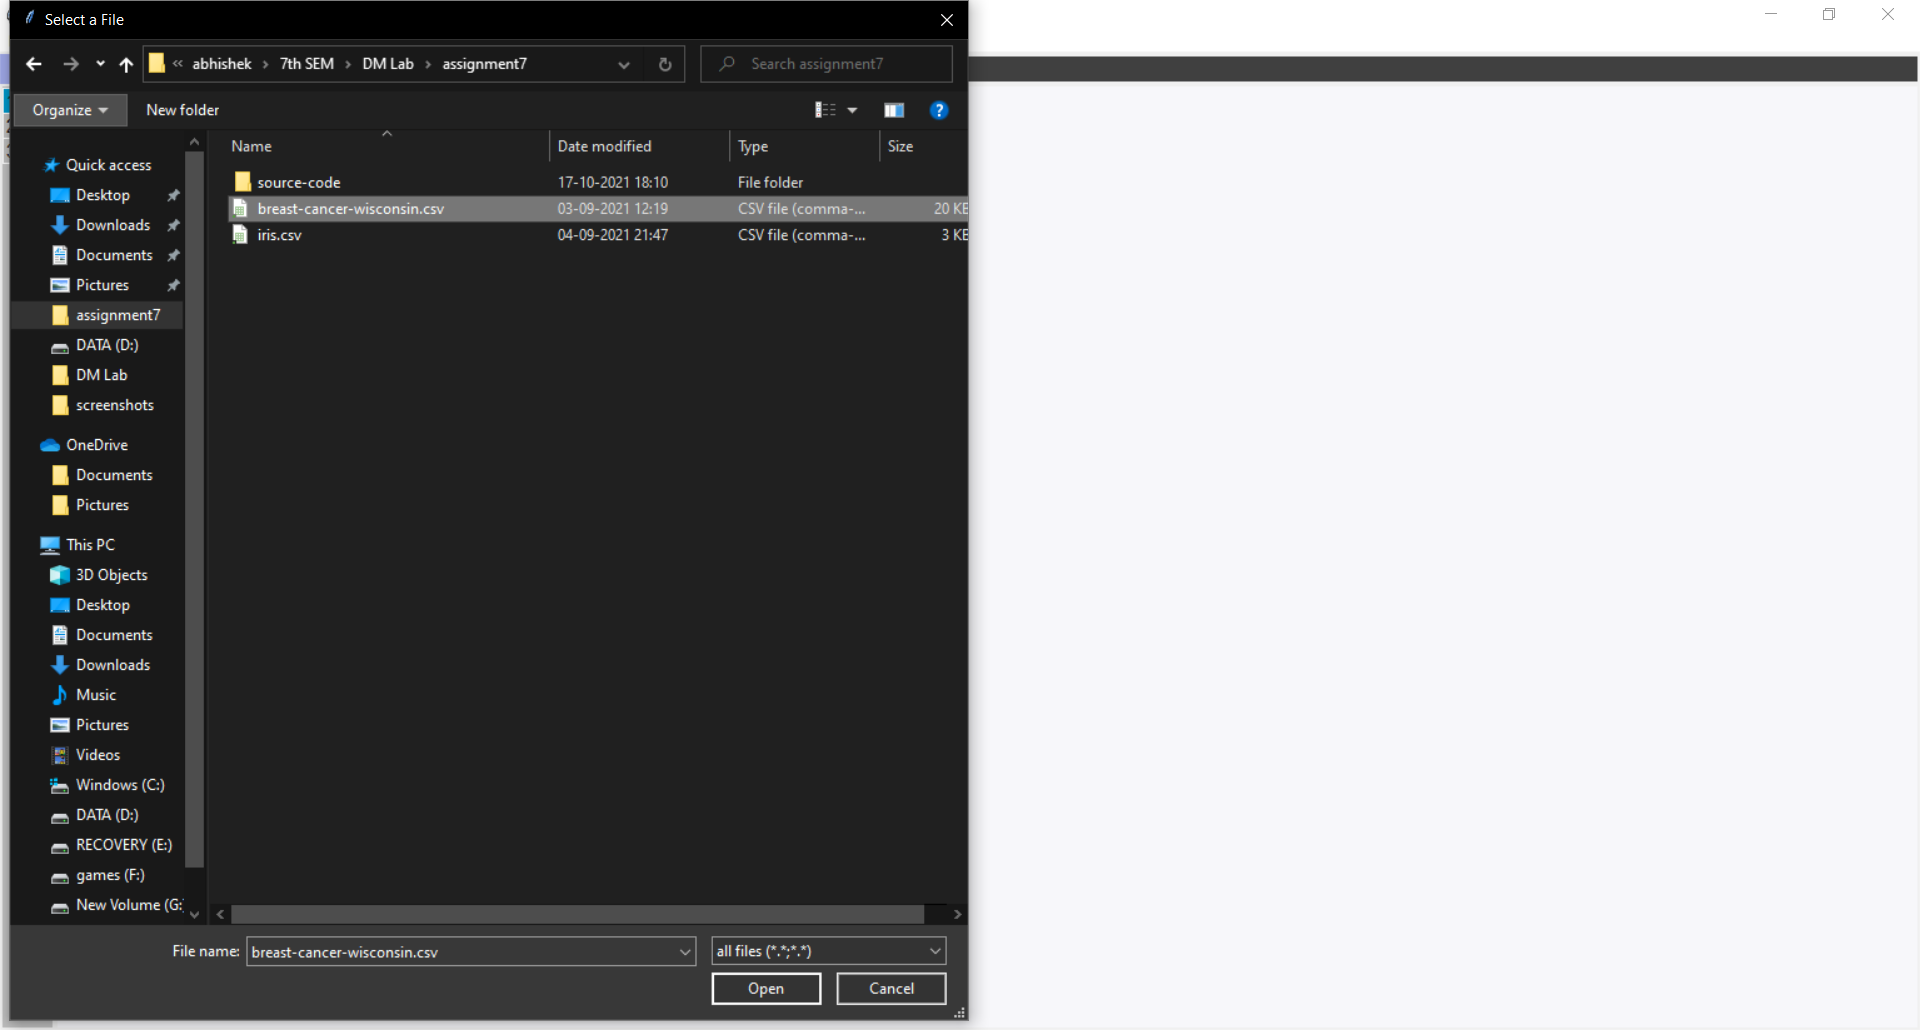 Select a File
« abhishek › 7th SEM › DM Lab › assignment7
Search assignment7
Organize
New folder
Name Date modified Type Size
source-code 17-10-2021 18:10 File folder
breast-cancer-wisconsin.csv 03-09-2021 12:19 CSV file (comma-... 20 KB
iris.csv 04-09-2021 21:47 CSV file (comma-... 3 KB
Quick access
Desktop
Downloads
Documents
Pictures
assignment7
DATA (D:)
DM Lab
screenshots
OneDrive
Documents
Pictures
This PC
3D Objects
Desktop
Documents
Downloads
Music
Pictures
Videos
Windows (C:)
DATA (D:)
RECOVERY (E:)
games (F:)
New Volume (G:
File name: breast-cancer-wisconsin.csv
all files (*.*;*.*)
Open
Cancel